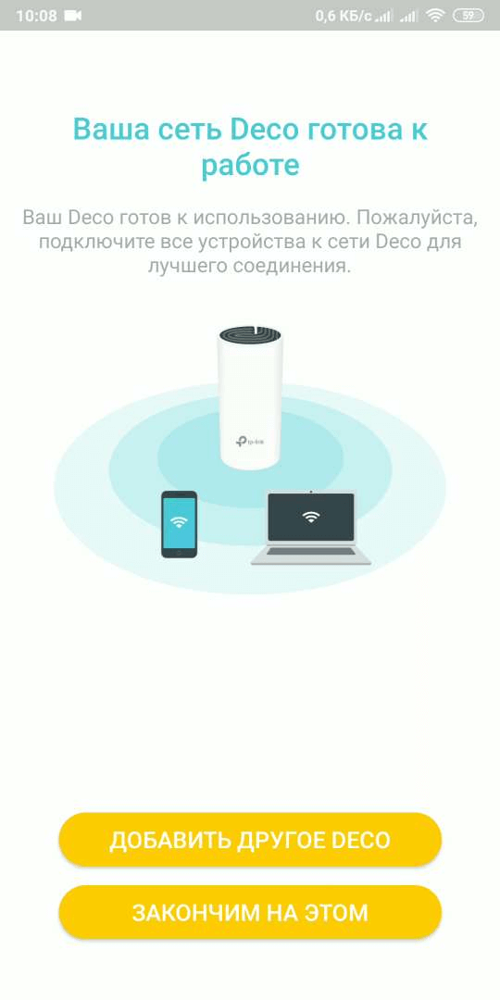 10:08 0,6 КБ/с 59
Ваша сеть Deco готова к
работе
Ваш Deco готов к использованию. Пожалуйста,
подключите все устройства к сети Deco для
лучшего соединения.
tp-link
ДОБАВИТЬ ДРУГОЕ DECO
ЗАКОНЧИМ НА ЭТОМ